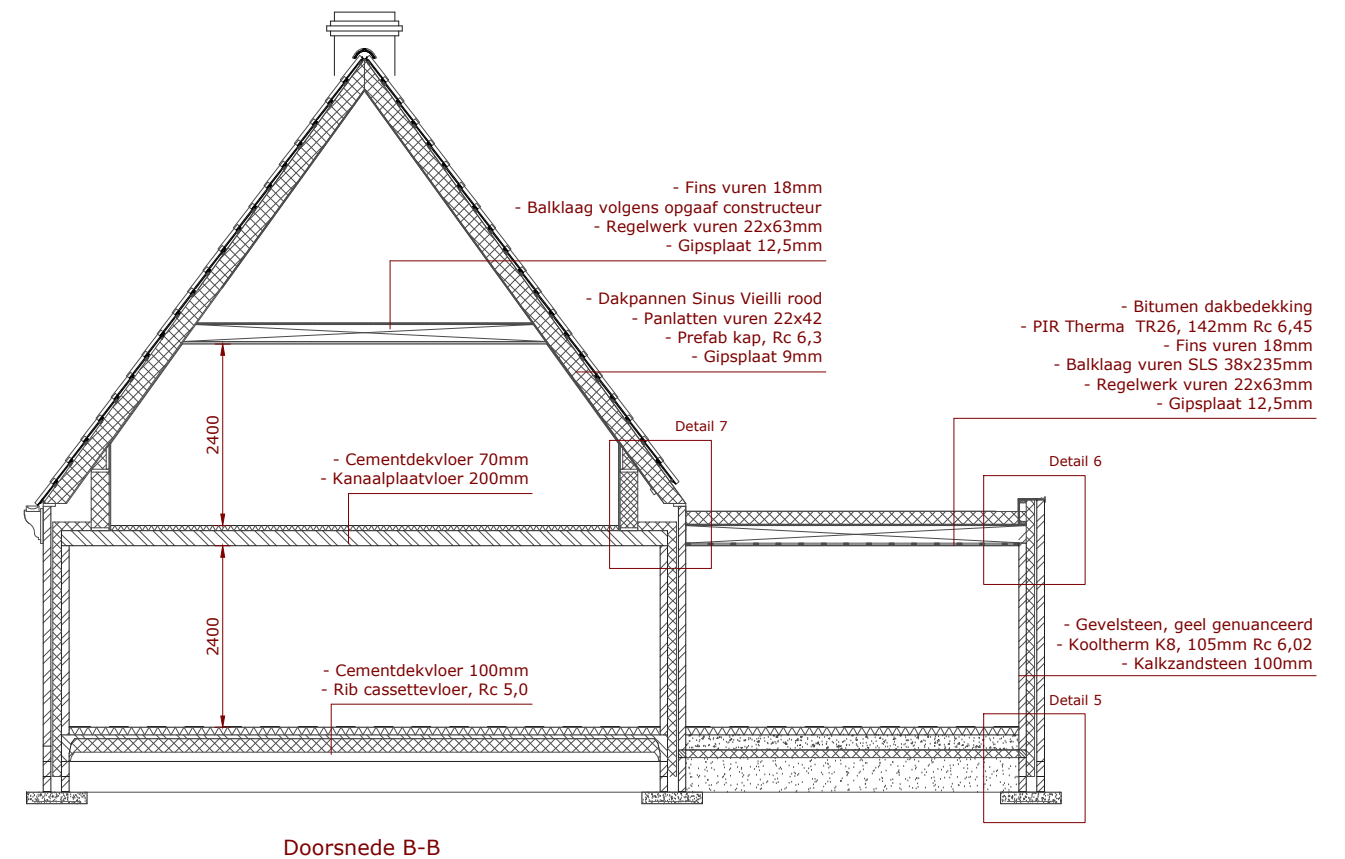 - Fins vuren 18mm
- Balklaag volgens opgaaf constructeur
- Regelwerk vuren 22x63mm
- Gipsplaat 12,5mm
- Dakpannen Sinus Vieilli rood
- Panlatten vuren 22x42
- Prefab kap, Rc 6,3
- Gipsplaat 9mm
- Bitumen dakbedekking
- PIR Therma TR26, 142mm Rc 6,45
- Fins vuren 18mm
- Balklaag vuren SLS 38x235mm
- Regelwerk vuren 22x63mm
- Gipsplaat 12,5mm
2400
Detail 7
- Cementdekvloer 70mm
- Kanaalplaatvloer 200mm
Detail 6
2400
- Gevelsteen, geel genuanceerd
- Kooltherm K8, 105mm Rc 6,02
- Kalkzandsteen 100mm
- Cementdekvloer 100mm
- Rib cassettevloer, Rc 5,0
Detail 5
Doorsnede B-B